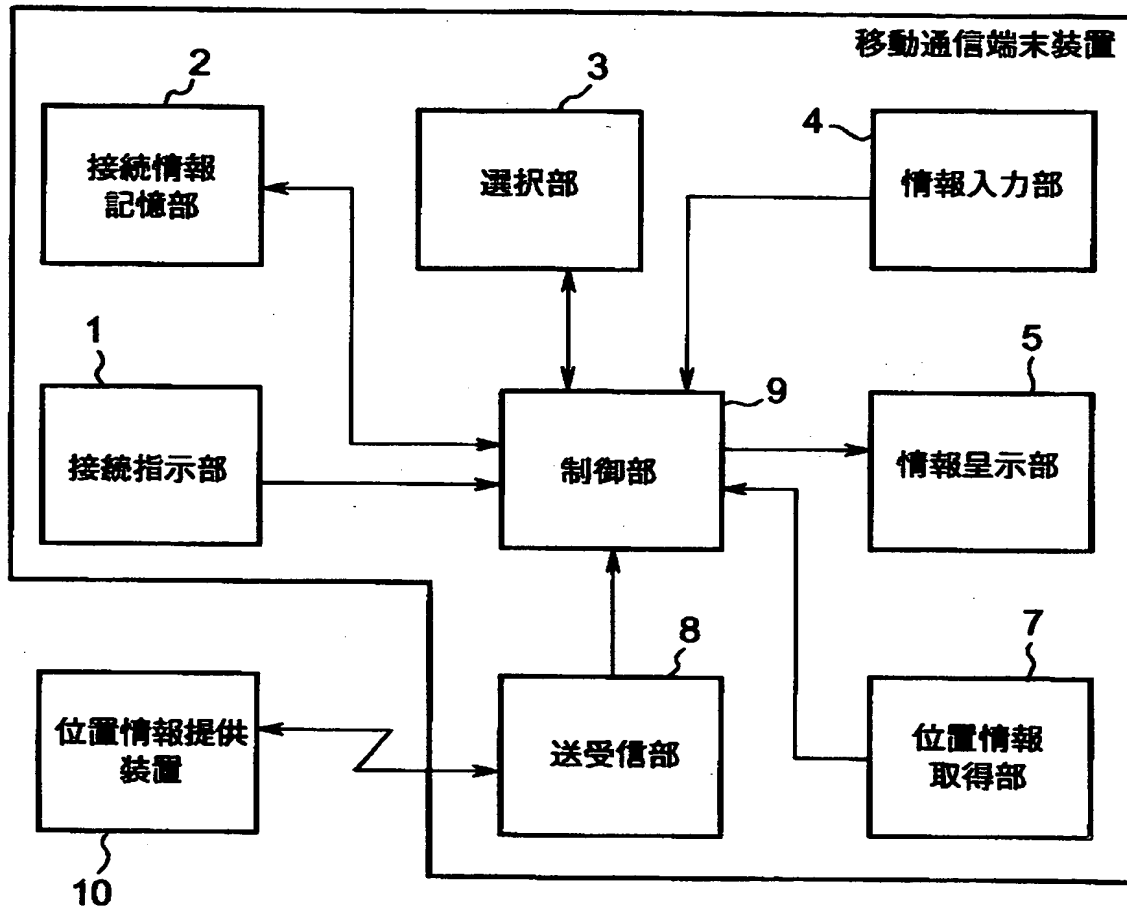 移動通信端末装置
2
接続情報
記憶部
3
選択部
4
情報入力部
1
接続指示部
9
制御部
5
情報呈示部
10
位置情報提供
装置
8
送受信部
7
位置情報
取得部